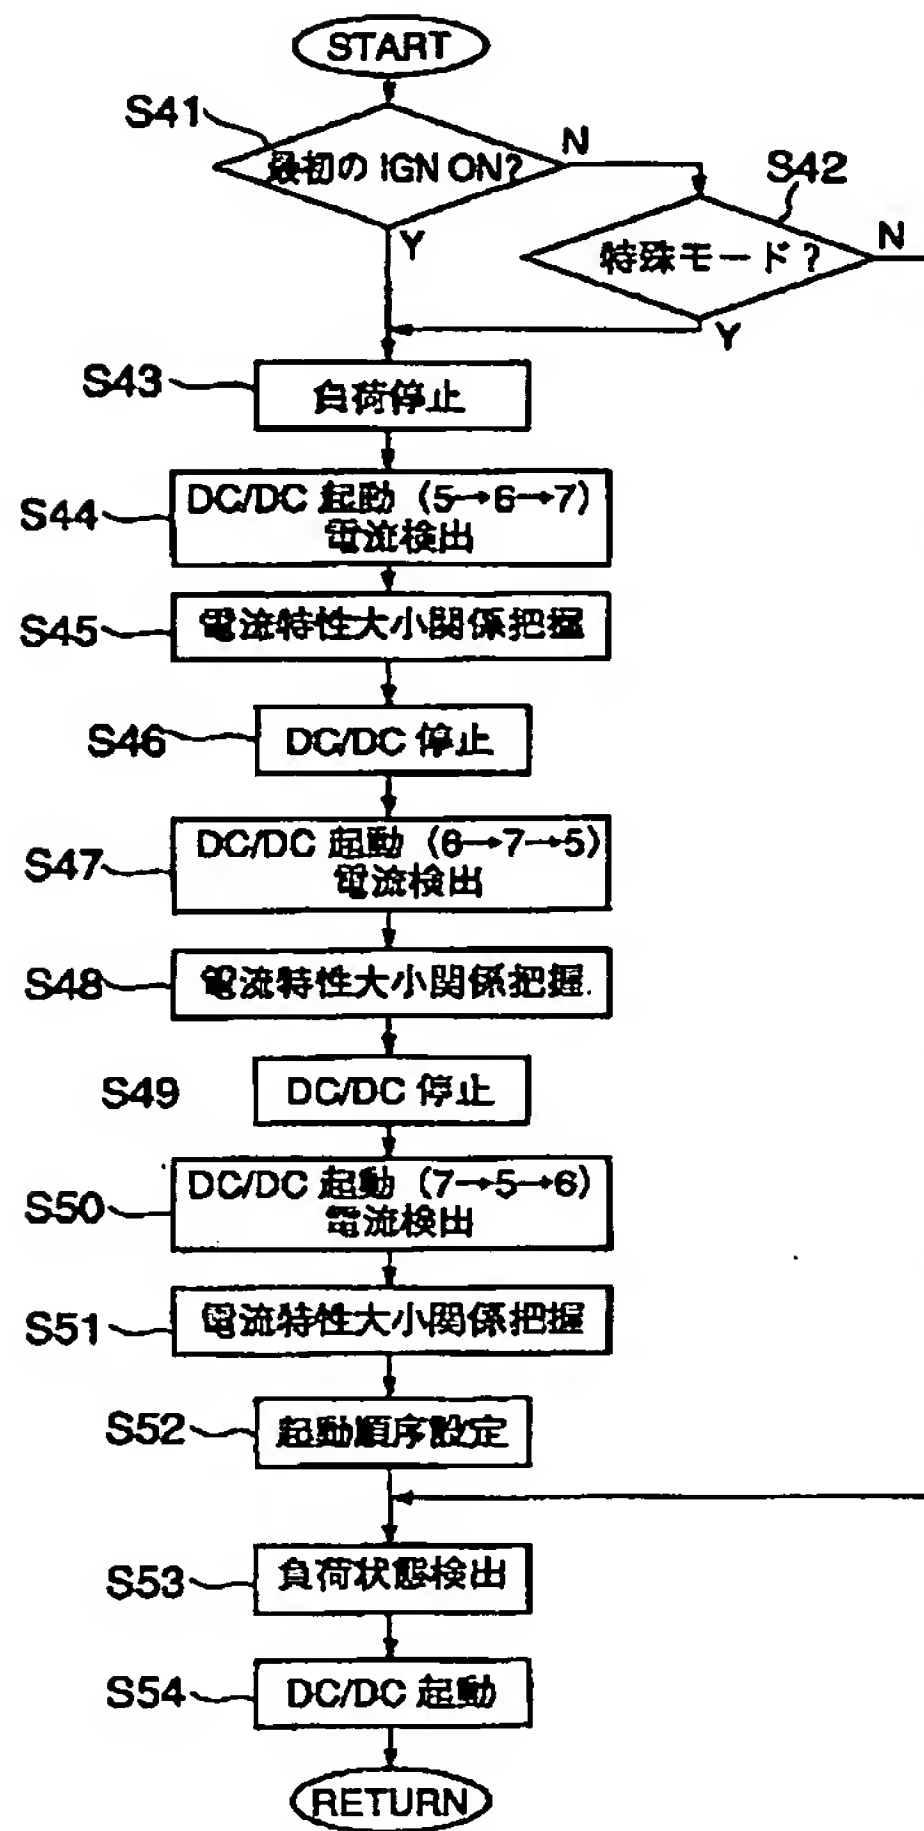 START
S41
最初の IGN ON?
N
S42
特殊モード?
N
Y
Y
S43
負荷停止
S44
DC/DC 起動 (5→6→7)
電流検出
S45
電流特性大小関係把握
S46
DC/DC 停止
S47
DC/DC 起動 (6→7→5)
電流検出
S48
電流特性大小関係把握
S49
DC/DC 停止
S50
DC/DC 起動 (7→5→6)
電流検出
S51
電流特性大小関係把握
S52
起動順序設定
S53
負荷状態検出
S54
DC/DC 起動
RETURN